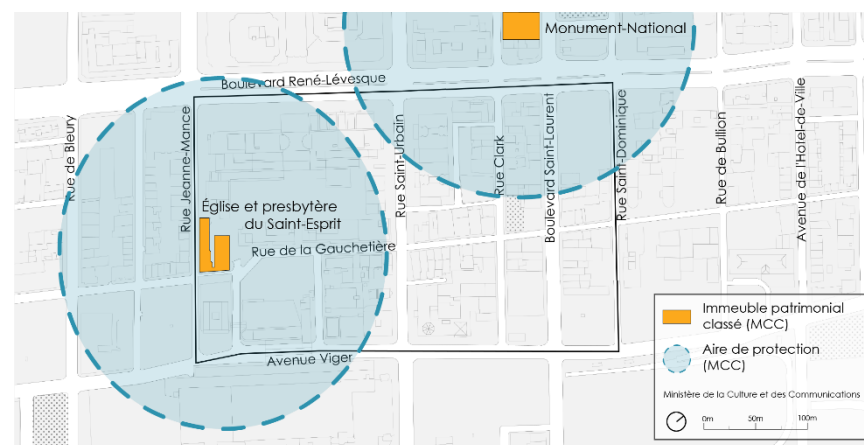 Monument-National
Boulevard René-Lévesque
Rue de Bleury
Rue Jeanne-Mance
Rue Saint-Urbain
Rue Clark
Boulevard Saint-Laurent
Rue Saint-Dominique
Rue de Bullion
Avenue de l'Hotel-de-Ville
Église et presbytère
du Saint-Esprit
Rue de la Gauchetière
Avenue Viger
Immeuble patrimonial
classé (MCC)
Aire de protection
(MCC)
Ministère de la Culture et des Communications
0m 50m 100m